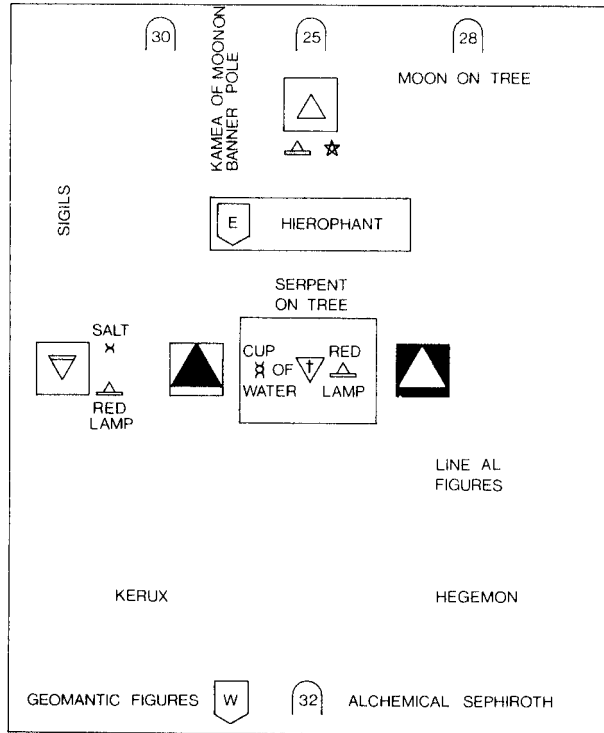 30
25
28
KAMEA OF MOONON
BANNER POLE
MOON ON TREE
SIGILS
E
HIEROPHANT
SERPENT
ON TREE
SALT
RED
LAMP
CUP
OF
WATER
RED
LAMP
LINE AL
FIGURES
KERUX
HEGEMON
GEOMANTIC FIGURES
W
32
ALCHEMICAL SEPHIROTH